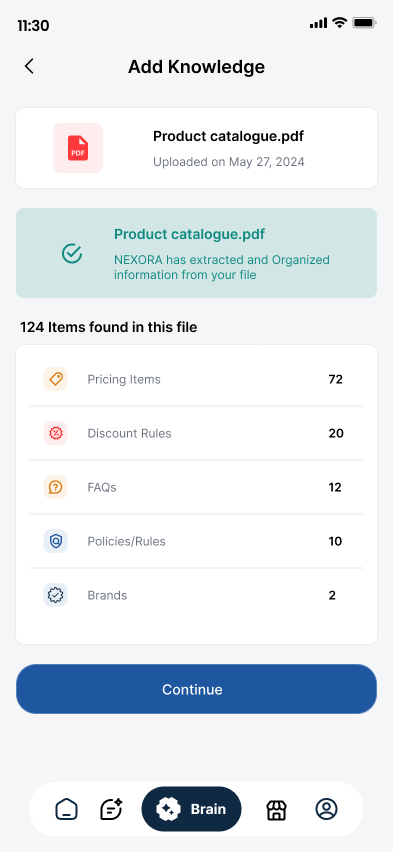 11:30
Add Knowledge
PDF
Product catalogue.pdf
Uploaded on May 27, 2024
Product catalogue.pdf
NEXORA has extracted and Organized
information from your file
124 Items found in this file
Pricing Items 72
Discount Rules 20
FAQs 12
Policies/Rules 10
Brands 2
Continue
Brain